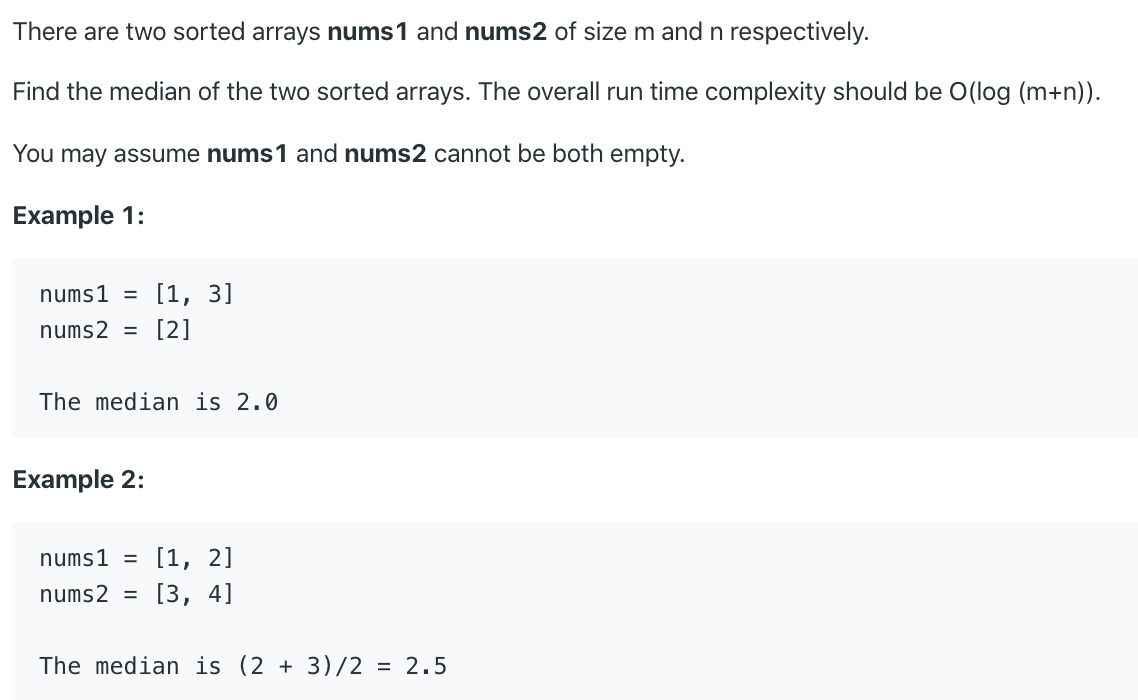 There are two sorted arrays nums1 and nums2 of size m and n respectively.
Find the median of the two sorted arrays. The overall run time complexity should be O(log (m+n)).
You may assume nums1 and nums2 cannot be both empty.
Example 1:
nums1 = [1, 3]
nums2 = [2]
The median is 2.0
Example 2:
nums1 = [1, 2]
nums2 = [3, 4]
The median is (2 + 3)/2 = 2.5